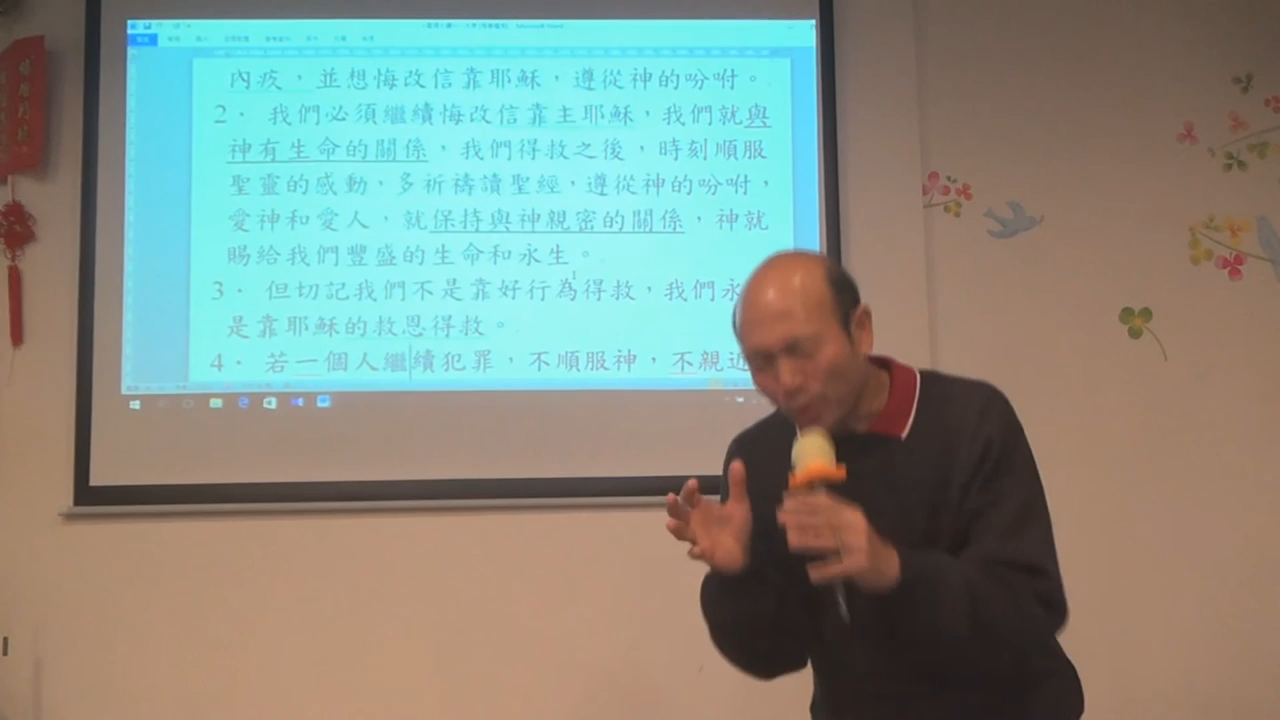 內疚，並想悔改信靠耶穌，遵從神的吩咐。
2． 我們必須繼續悔改信靠主耶穌，我們就與
神有生命的關係，我們得救之後，時刻順服
聖靈的感動，多祈禱讀聖經，遵從神的吩咐，
愛神和愛人，就保持與神親密的關係，神就
賜給我們豐盛的生命和永生。
3． 但切記我們不是靠好行為得救，我們永
是靠耶穌的救恩得救。
4． 若一個人繼續犯罪，不順服神，不親近